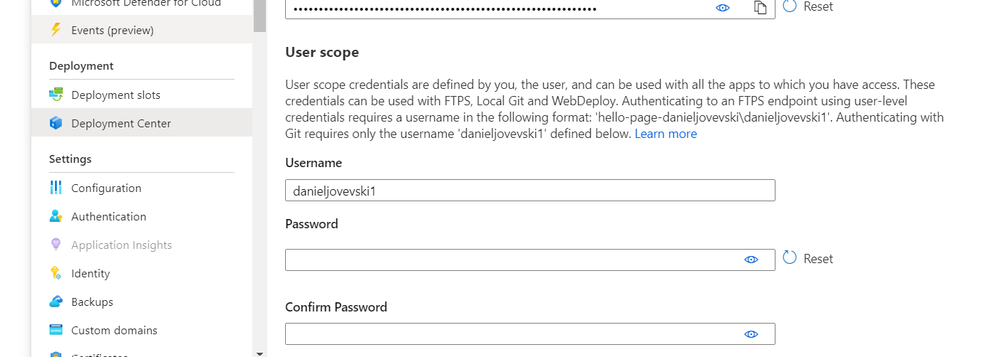 Microsoft Defender for Cloud
Events (preview)
Deployment
Deployment slots
Deployment Center
Settings
Configuration
Authentication
Application Insights
Identity
Backups
Custom domains
Certificates
Reset
User scope
User scope credentials are defined by you, the user, and can be used with all the apps to which you have access. These
credentials can be used with FTPS, Local Git and WebDeploy. Authenticating to an FTPS endpoint using user-level
credentials requires a username in the following format: 'hello-page-danieljovevski\danieljovevski1'. Authenticating with
Git requires only the username 'danieljovevski1' defined below. Learn more
Username
danieljovevski1
Password
Reset
Confirm Password